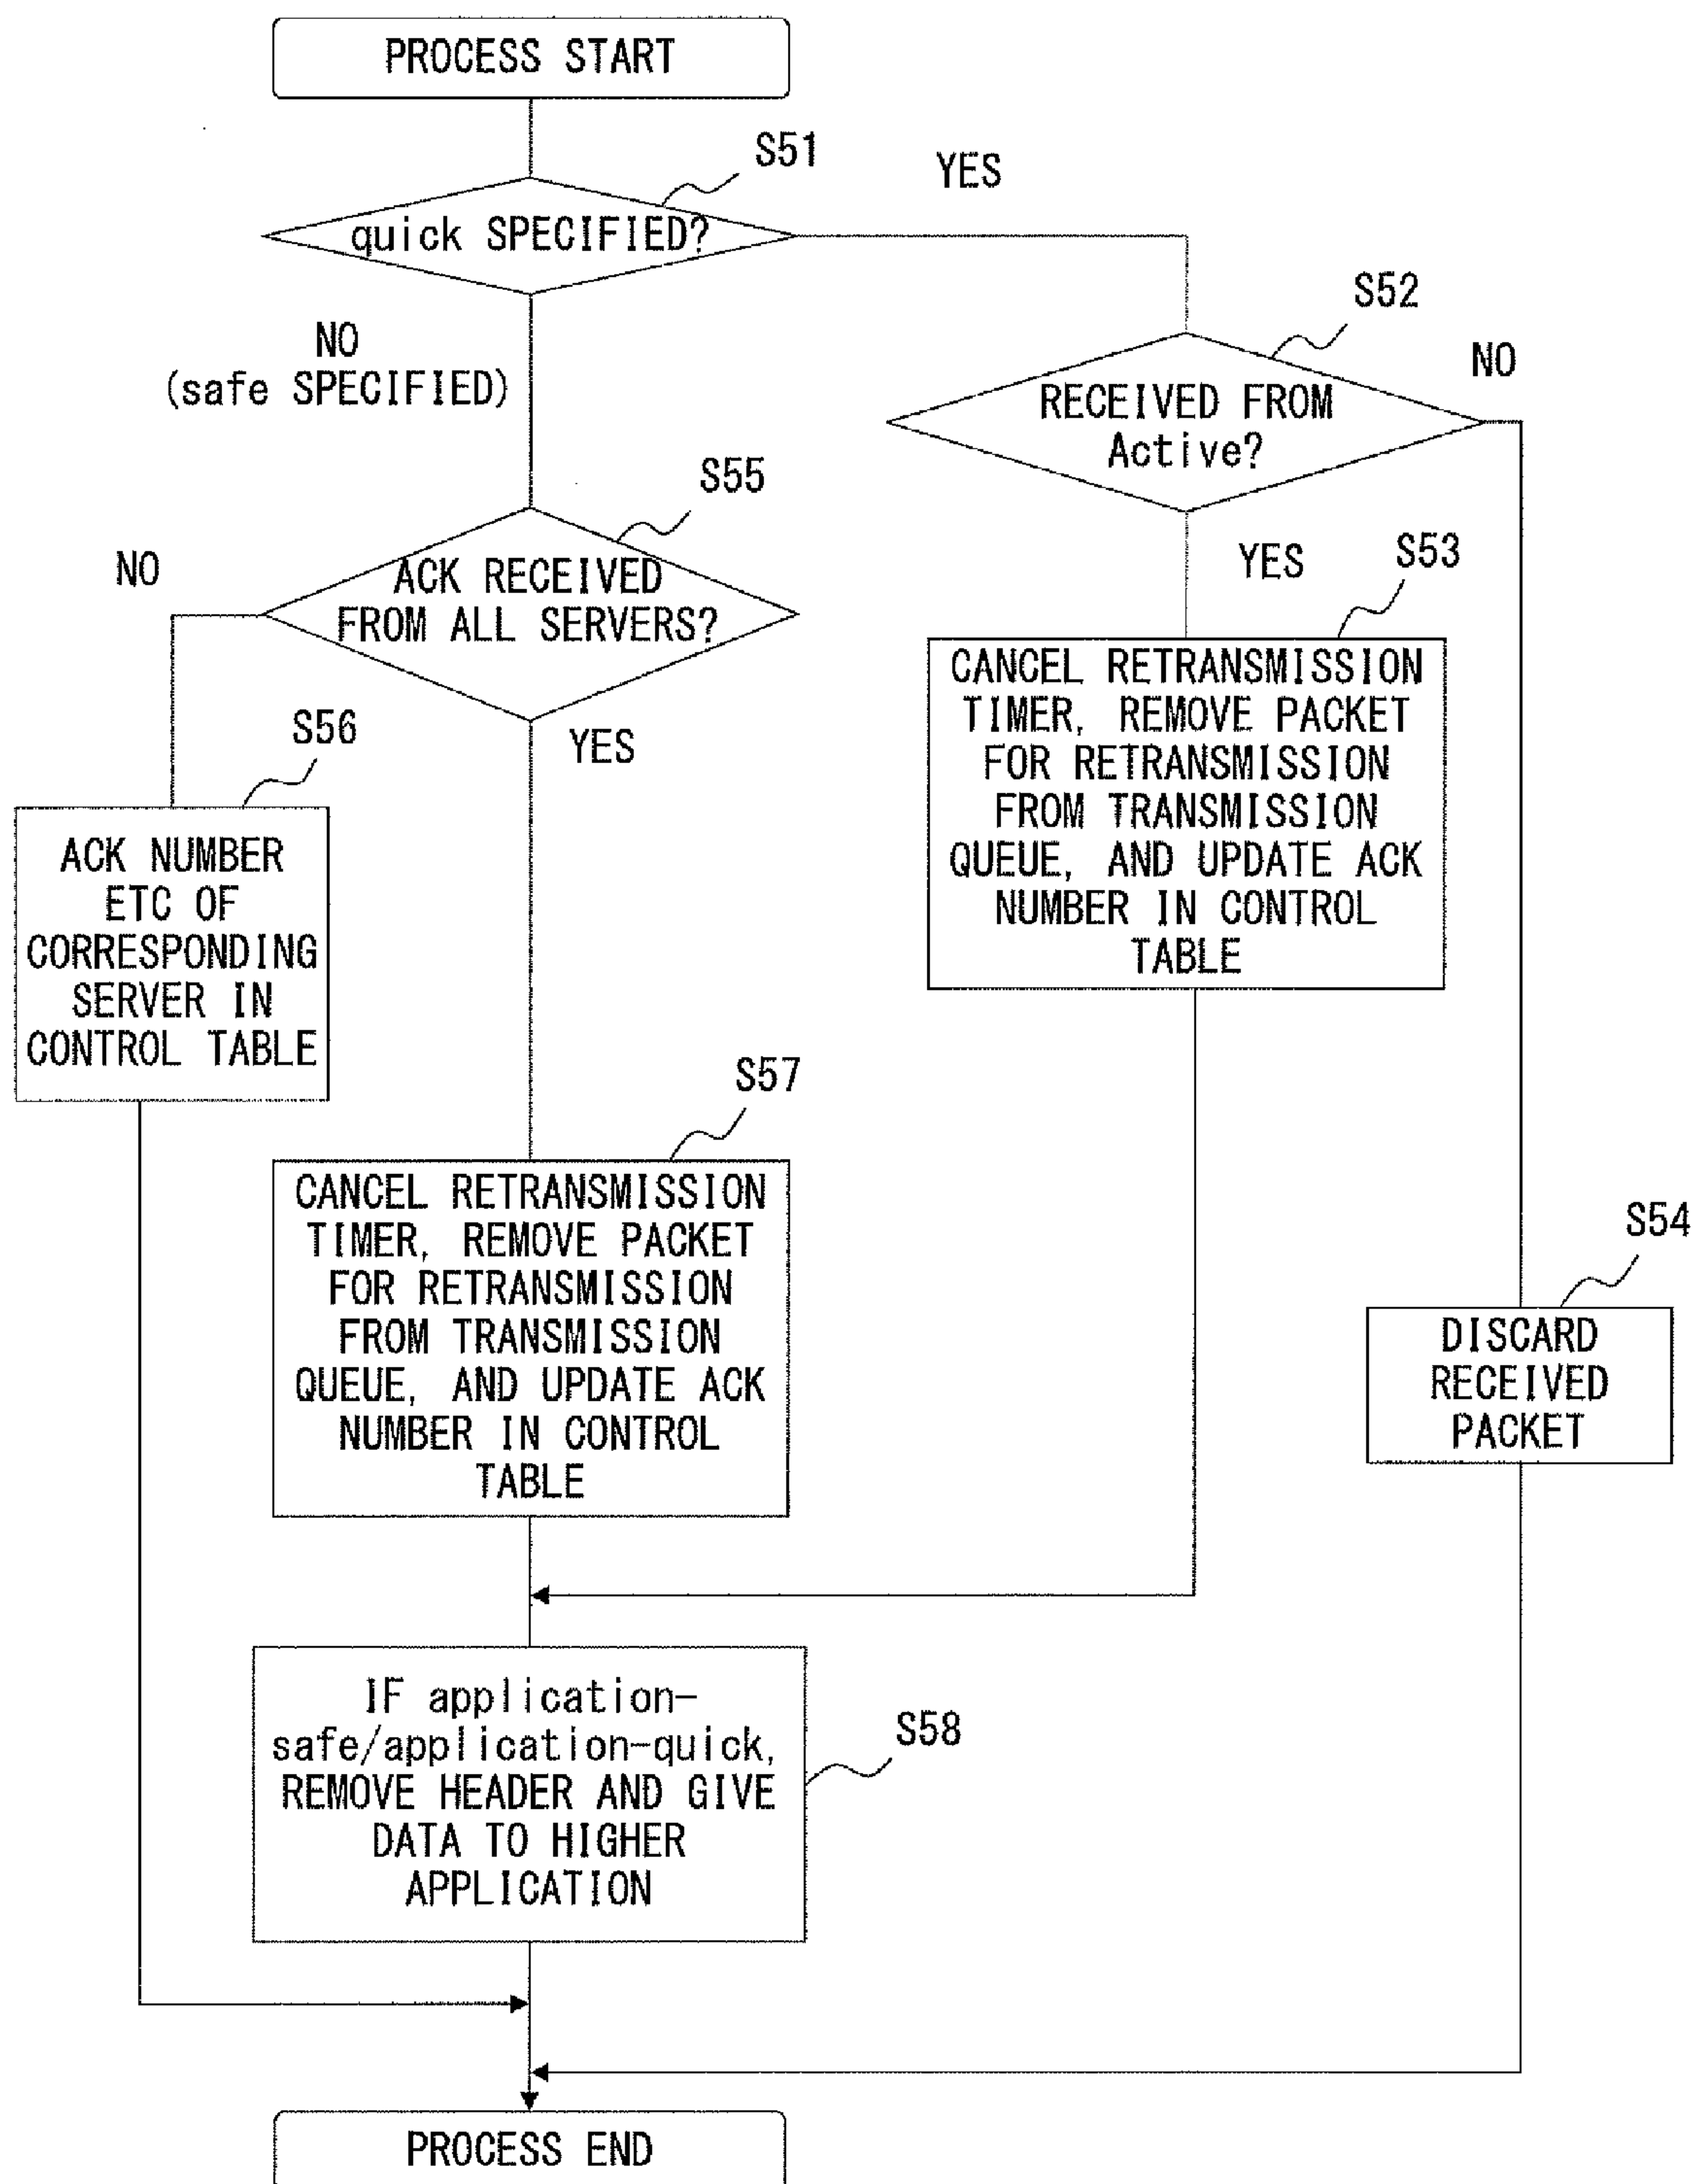 PROCESS START
S51
YES
quick SPECIFIED?
S52
NO
(safe SPECIFIED)
NO
RECEIVED FROM
Active?
S55
NO
ACK RECEIVED
FROM ALL SERVERS?
YES
S53
CANCEL RETRANSMISSION
TIMER, REMOVE PACKET
FOR RETRANSMISSION
FROM TRANSMISSION
QUEUE, AND UPDATE ACK
NUMBER IN CONTROL
TABLE
S56
YES
ACK NUMBER
ETC OF
CORRESPONDING
SERVER IN
CONTROL TABLE
S57
CANCEL RETRANSMISSION
TIMER, REMOVE PACKET
FOR RETRANSMISSION
FROM TRANSMISSION
QUEUE, AND UPDATE ACK
NUMBER IN CONTROL
TABLE
S54
DISCARD
RECEIVED
PACKET
IF application-
safe/application-quick,
REMOVE HEADER AND GIVE
DATA TO HIGHER
APPLICATION
S58
PROCESS END